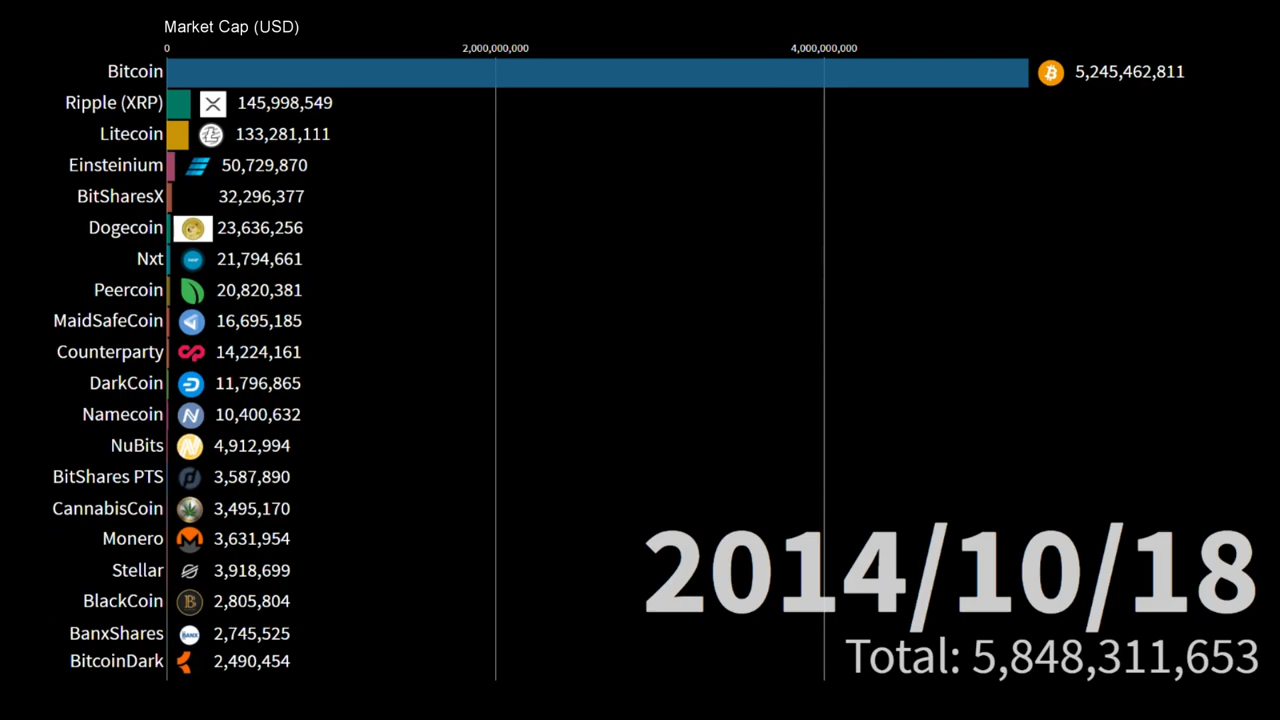 Market Cap (USD)
0 2,000,000,000 4,000,000,000
Bitcoin 5,245,462,811
Ripple (XRP) 145,998,549
Litecoin 133,281,111
Einsteinium 50,729,870
BitSharesX 32,296,377
Dogecoin 23,636,256
Nxt 21,794,661
Peercoin 20,820,381
MaidSafeCoin 16,695,185
Counterparty 14,224,161
DarkCoin 11,796,865
Namecoin 10,400,632
NuBits 4,912,994
BitShares PTS 3,587,890
CannabisCoin 3,495,170
Monero 3,631,954
Stellar 3,918,699
BlackCoin 2,805,804
BanxShares BANX 2,745,525
BitcoinDark 2,490,454
2014/10/18
Total: 5,848,311,653